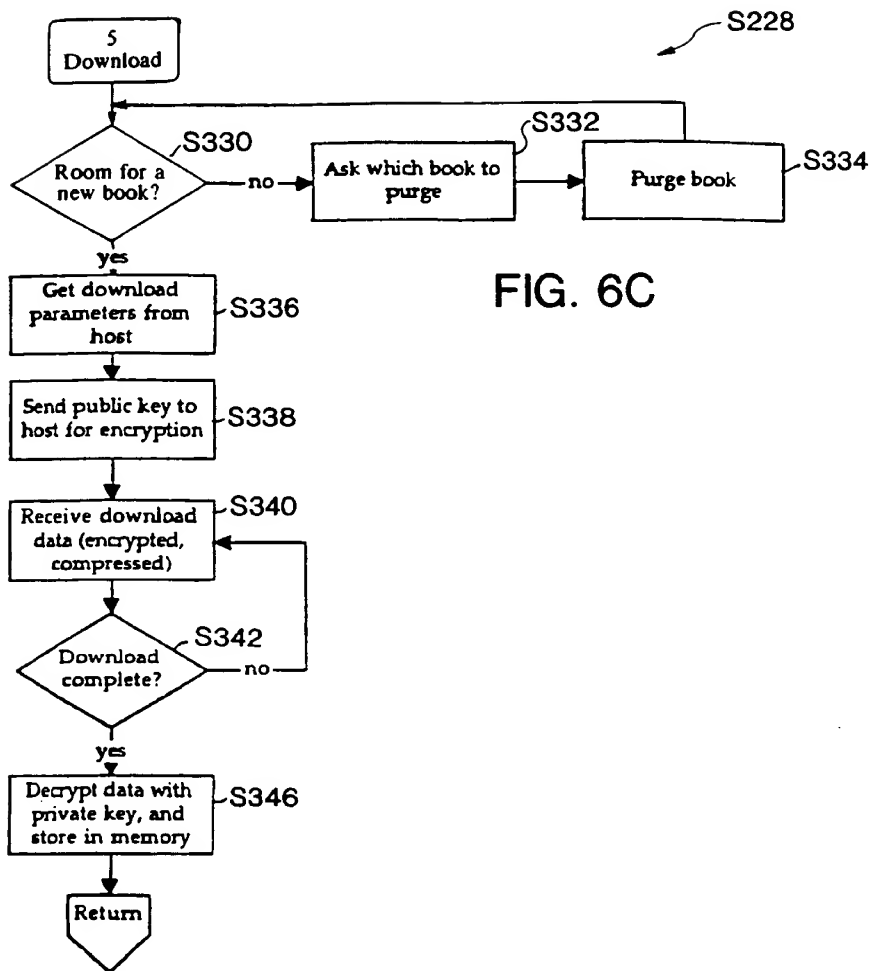 S228
5
Download
S330
Room for a
new book?
no
S332
Ask which book to
purge
S334
Purge book
yes
FIG. 6C
Get download
parameters from
host
S336
Send public key to
host for encryption
S338
S340
Receive download
data (encrypted,
compressed)
S342
Download
complete?
no
yes
Decrypt data with
private key, and
store in memory
S346
Return